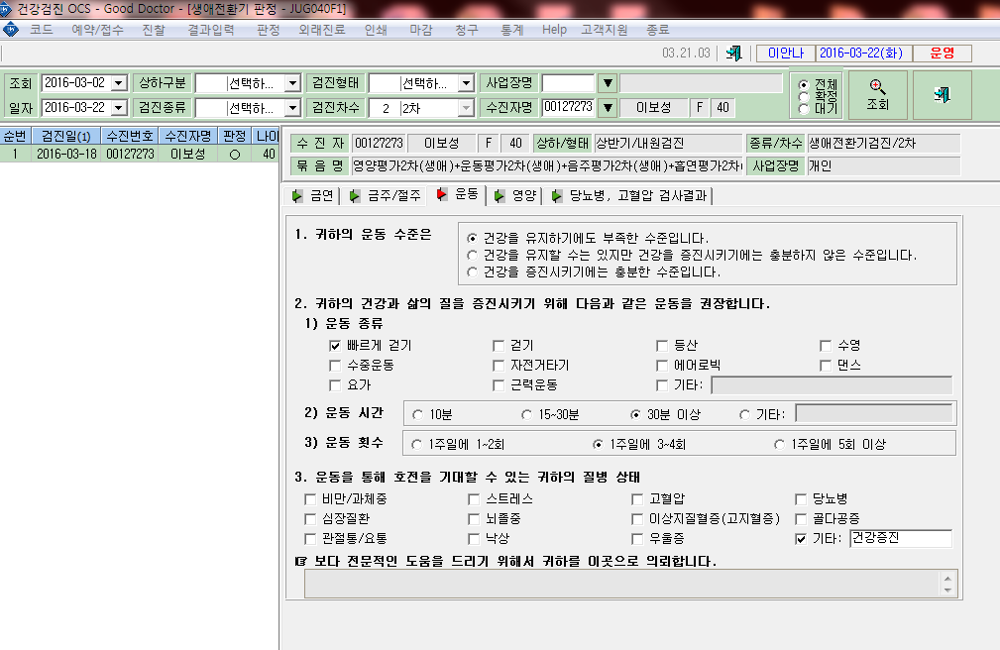 건강검진 OCS - Good Doctor - [생애전환기 판정 - JUG040F1]
코드 예약/접수 진찰 결과입력 판정 외래진료 인쇄 마감 청구 통계 Help 고객지원 종료
03.21.03 이안나 2016-03-22(화) 운영
조회 2016-03-02 상하구분 |선택하... 검진형태 |선택하... 사업장명 전체 확정 대기 조회
일자 2016-03-22 검진종류 |선택하... 검진차수 2 |2차 수진자명 00127273 이보성 F 40
순번 검진일(1) 수진번호 수진자명 판정 나이
1 2016-03-18 00127273 이보성 ○ 40
수 진 자 00127273 이보성 F 40 상하/형태 상반기/내원검진 종류/차수 생애전환기검진/2차
묶 음 명 영양평가2차(생애)+운동평가2차(생애)+음주평가2차(생애)+흡연평가2차( 사업장명 개인
금연 금주/절주 운동 영양 당뇨병, 고혈압 검사결과
1. 귀하의 운동 수준은
건강을 유지하기에도 부족한 수준입니다.
건강을 유지할 수는 있지만 건강을 증진시키기에는 충분하지 않은 수준입니다.
건강을 증진시키기에는 충분한 수준입니다.
2. 귀하의 건강과 삶의 질을 증진시키기 위해 다음과 같은 운동을 권장합니다.
1) 운동 종류
빠르게 걷기 걷기 등산 수영
수중운동 자전거타기 에어로빅 댄스
요가 근력운동 기타:
2) 운동 시간 10분 15~30분 30분 이상 기타:
3) 운동 횟수 1주일에 1~2회 1주일에 3~4회 1주일에 5회 이상
3. 운동을 통해 호전을 기대할 수 있는 귀하의 질병 상태
비만/과체중 스트레스 고혈압 당뇨병
심장질환 뇌졸중 이상지질혈증(고지혈증) 골다공증
관절통/요통 낙상 우울증 기타: 건강증진
☞ 보다 전문적인 도움을 드리기 위해서 귀하를 이곳으로 의뢰합니다.